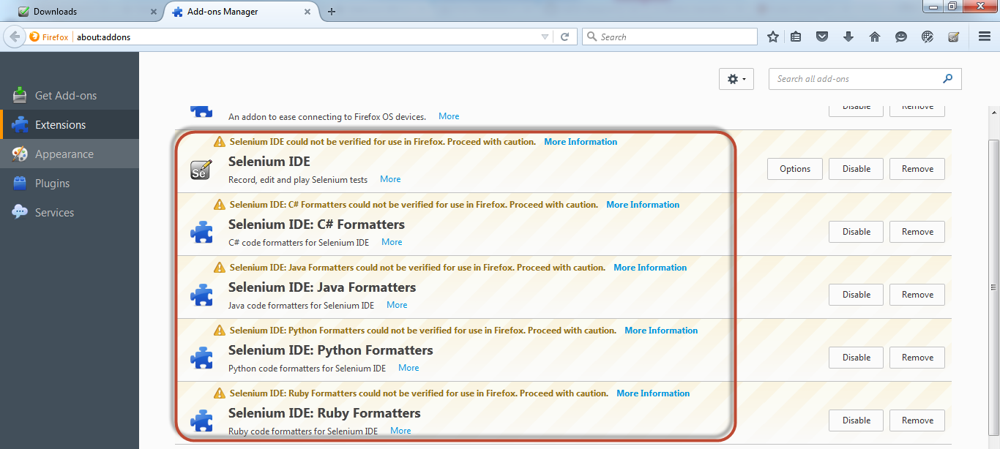 Downloads
Add-ons Manager
Firefox about:addons
Search
Search all add-ons
Get Add-ons
Extensions
Appearance
Plugins
Services
An addon to ease connecting to Firefox OS devices. More
Disable Remove
Selenium IDE could not be verified for use in Firefox. Proceed with caution. More Information
Se
Selenium IDE
Record, edit and play Selenium tests More
Options Disable Remove
Selenium IDE: C# Formatters could not be verified for use in Firefox. Proceed with caution. More Information
Selenium IDE: C# Formatters
C# code formatters for Selenium IDE More
Disable Remove
Selenium IDE: Java Formatters could not be verified for use in Firefox. Proceed with caution. More Information
Selenium IDE: Java Formatters
Java code formatters for Selenium IDE More
Disable Remove
Selenium IDE: Python Formatters could not be verified for use in Firefox. Proceed with caution. More Information
Selenium IDE: Python Formatters
Python code formatters for Selenium IDE More
Disable Remove
Selenium IDE: Ruby Formatters could not be verified for use in Firefox. Proceed with caution. More Information
Selenium IDE: Ruby Formatters
Ruby code formatters for Selenium IDE More
Disable Remove